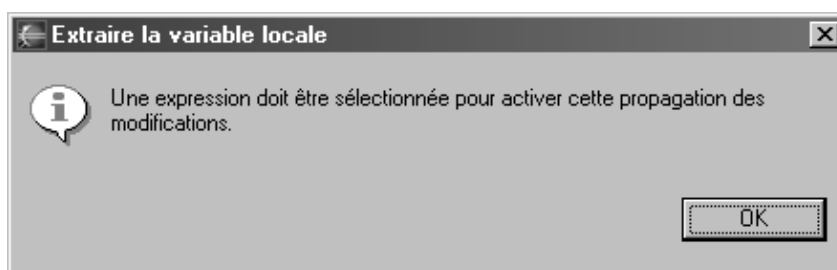 Extraire la variable locale
Une expression doit être sélectionnée pour activer cette propagation des
modifications.
OK